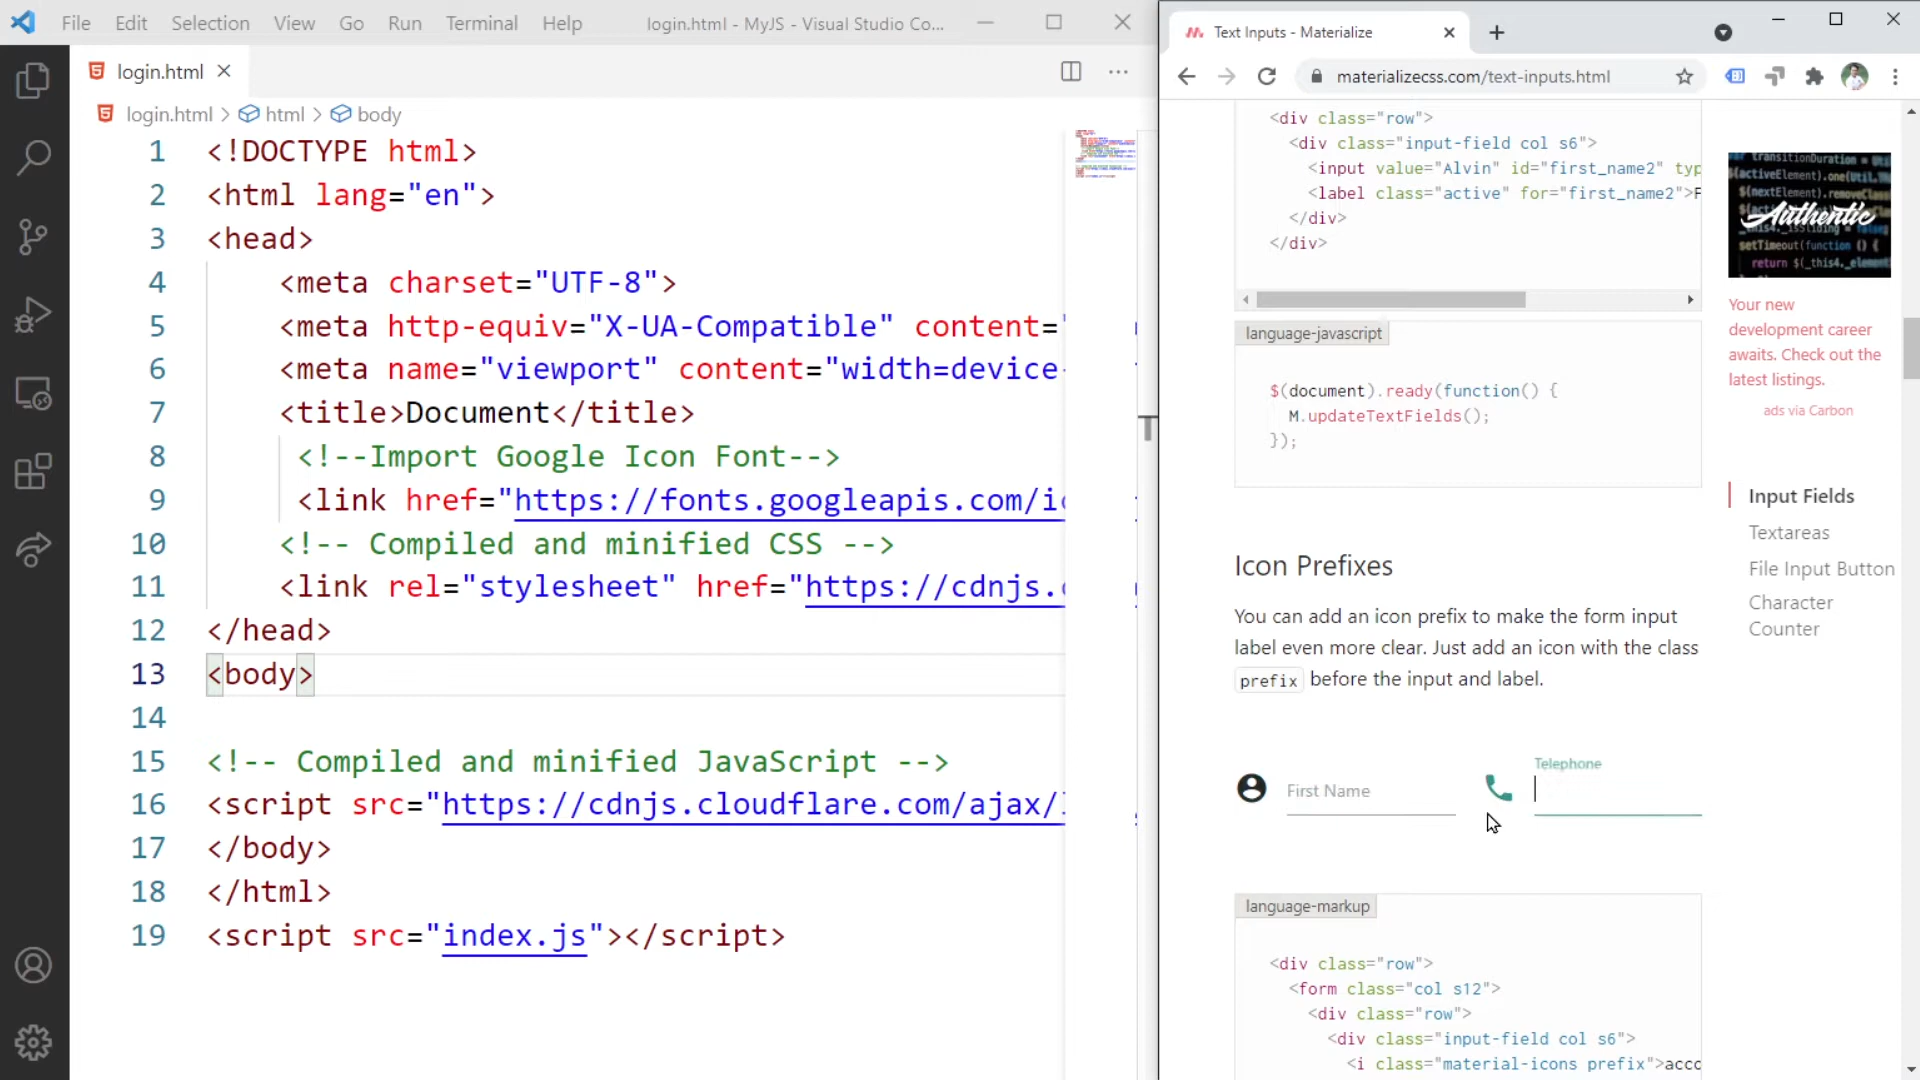 File Edit Selection View Go Run Terminal Help login.html - MyJS - Visual Studio Co...
login.html
login.html > html > body
1 <!DOCTYPE html>
2 <html lang="en">
3 <head>
4 <meta charset="UTF-8">
5 <meta http-equiv="X-UA-Compatible" content="
6 <meta name="viewport" content="width=device-
7 <title>Document</title>
8 <!--Import Google Icon Font-->
9 <link href="https://fonts.googleapis.com/ic
10 <!-- Compiled and minified CSS -->
11 <link rel="stylesheet" href="https://cdnjs.c
12 </head>
13 <body>
14
15 <!-- Compiled and minified JavaScript -->
16 <script src="https://cdnjs.cloudflare.com/ajax/l
17 </body>
18 </html>
19 <script src="index.js"></script>
Text Inputs - Materialize
materializecss.com/text-inputs.html
<div class="row">
<div class="input-field col s6">
<input value="Alvin" id="first_name2" typ
<label class="active" for="first_name2">F
</div>
</div>
language-javascript
$(document).ready(function() {
M.updateTextFields();
});
Icon Prefixes
You can add an icon prefix to make the form input
label even more clear. Just add an icon with the class
prefix before the input and label.
First Name
Telephone
language-markup
<div class="row">
<form class="col s12">
<div class="row">
<div class="input-field col s6">
<i class="material-icons prefix">acco
transitionDuration =
Authentic
setTimeout(function () {
Your new
development career
awaits. Check out the
latest listings.
ads via Carbon
Input Fields
Textareas
File Input Button
Character
Counter